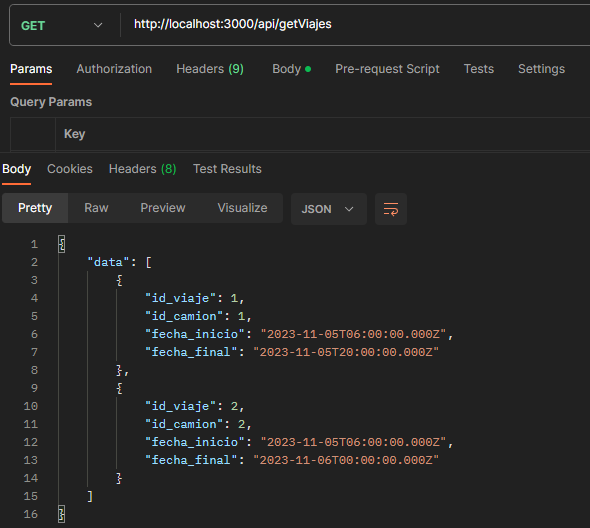 GET http://localhost:3000/api/getViajes
Params Authorization Headers (9) Body Pre-request Script Tests Settings
Query Params
Key
Body Cookies Headers (8) Test Results
Pretty Raw Preview Visualize JSON
1 {
2 "data": [
3 {
4 "id_viaje": 1,
5 "id_camion": 1,
6 "fecha_inicio": "2023-11-05T06:00:00.000Z",
7 "fecha_final": "2023-11-05T20:00:00.000Z"
8 },
9 {
10 "id_viaje": 2,
11 "id_camion": 2,
12 "fecha_inicio": "2023-11-05T06:00:00.000Z",
13 "fecha_final": "2023-11-06T00:00:00.000Z"
14 }
15 ]
16 }